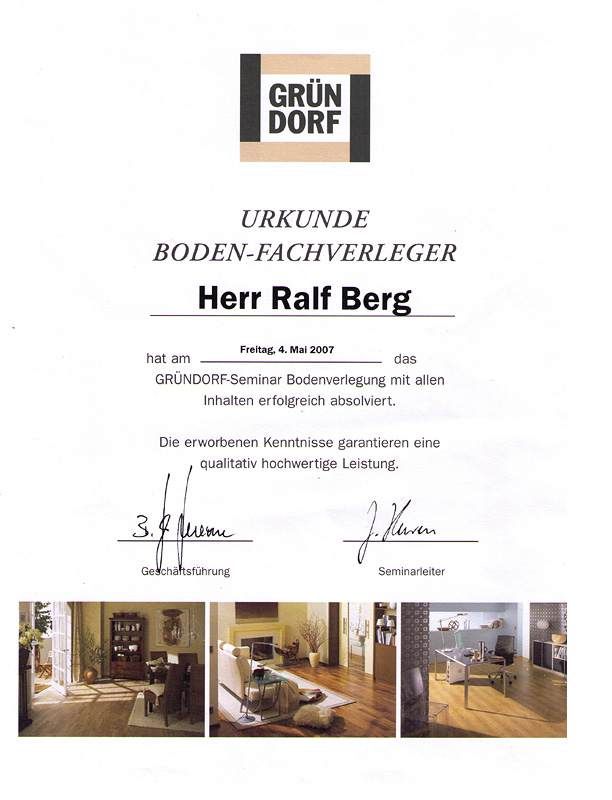 GRÜN
DORF
URKUNDE
BODEN-FACHVERLEGER
Herr Ralf Berg
Freitag, 4. Mai 2007
hat am das
GRÜNDORF-Seminar Bodenverlegung mit allen
Inhalten erfolgreich absolviert.
Die erworbenen Kenntnisse garantieren eine
qualitativ hochwertige Leistung.
Geschäftsführung Seminarleiter